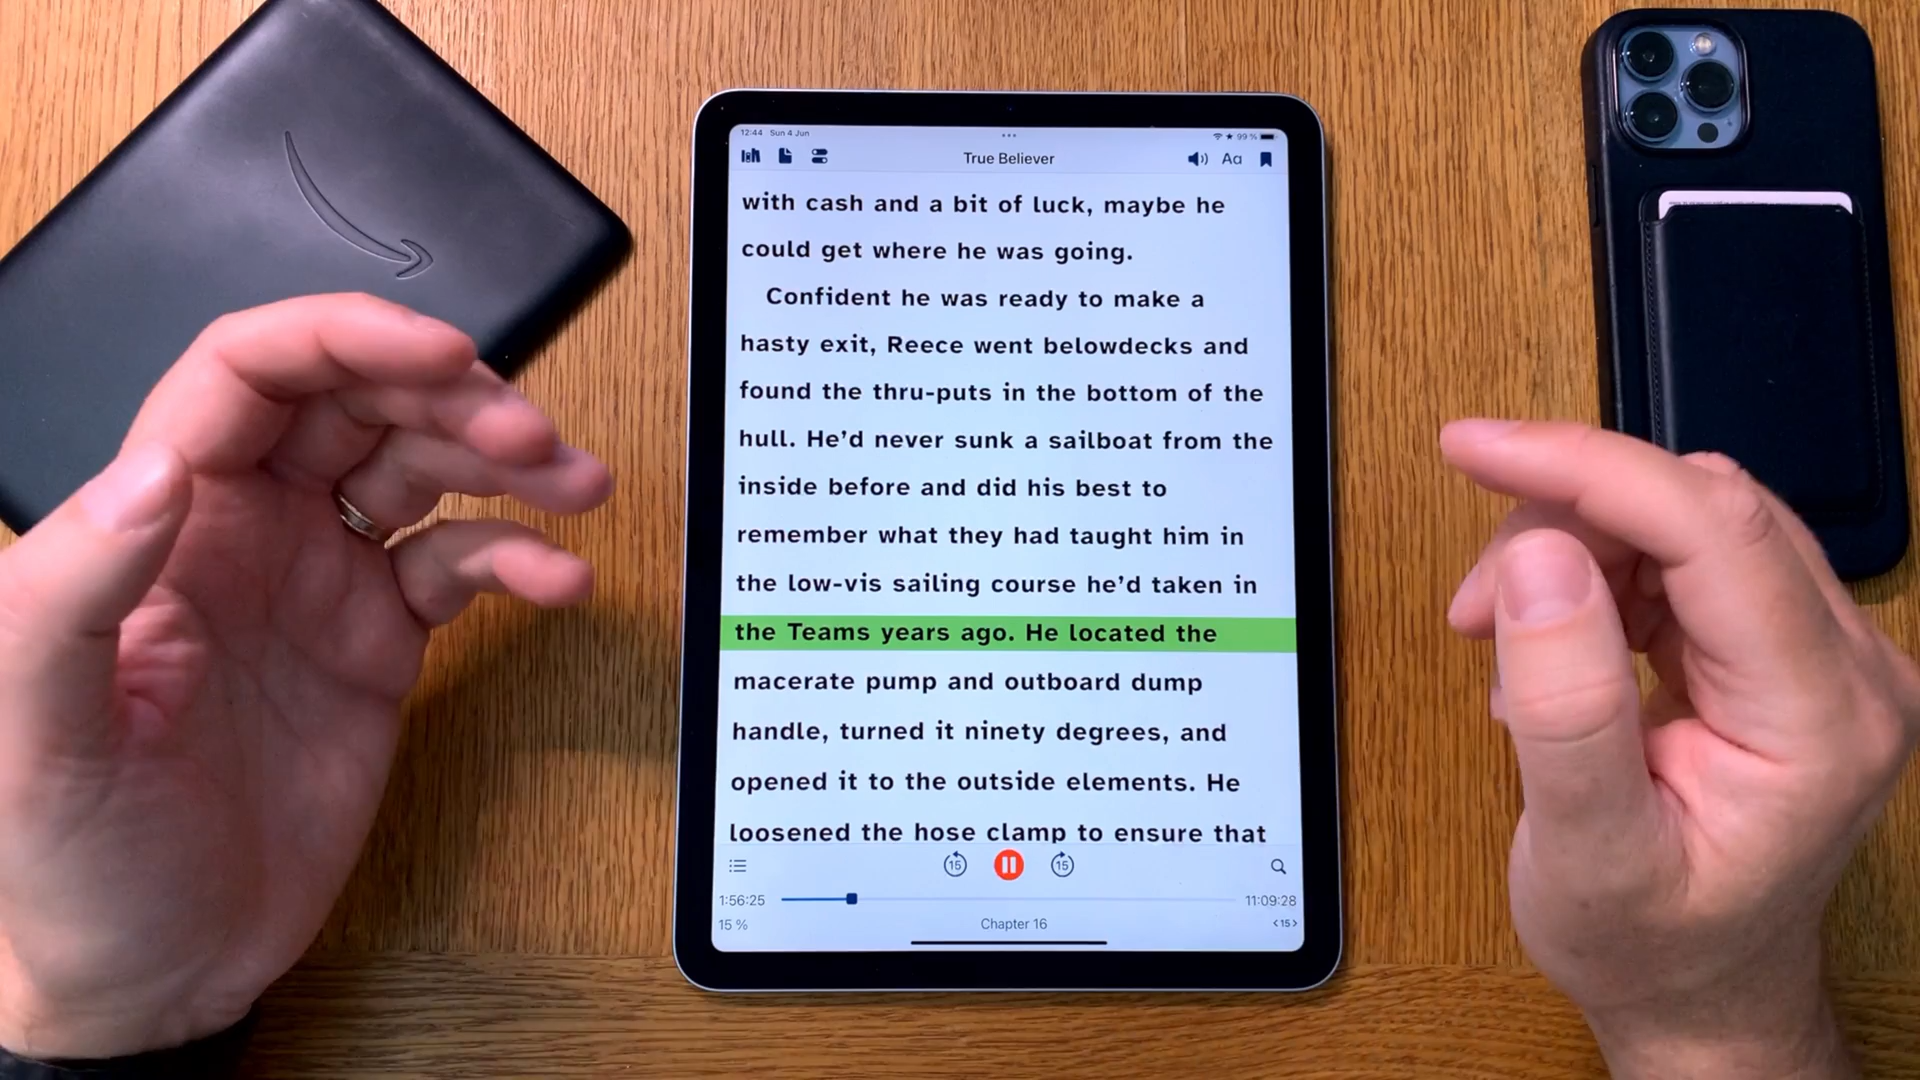 12:44 Sun 4 Jun
99 %
True Believer
Aa
with cash and a bit of luck, maybe he
could get where he was going.
Confident he was ready to make a
hasty exit, Reece went belowdecks and
found the thru-puts in the bottom of the
hull. He’d never sunk a sailboat from the
inside before and did his best to
remember what they had taught him in
the low-vis sailing course he’d taken in
the Teams years ago. He located the
macerate pump and outboard dump
handle, turned it ninety degrees, and
opened it to the outside elements. He
loosened the hose clamp to ensure that
15
15
1:56:25
11:09:28
15 %
Chapter 16
<15>